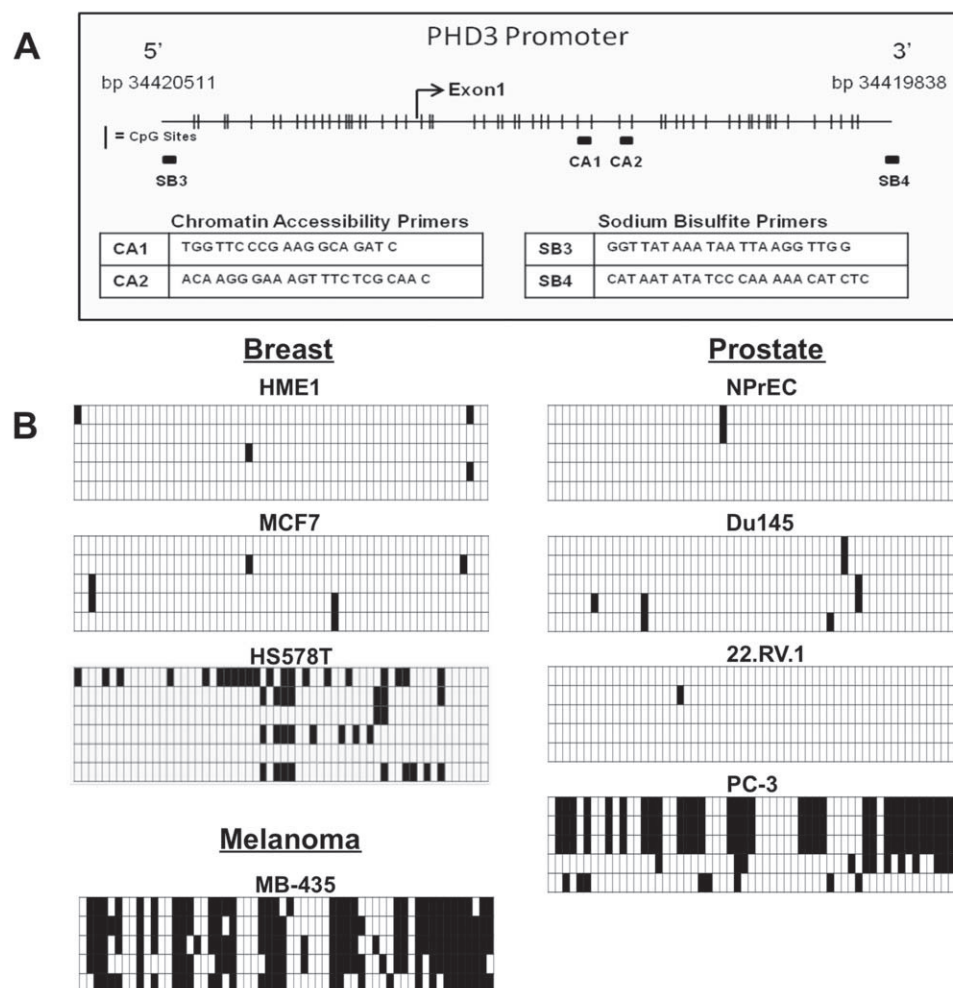 A
PHD3 Promoter
5’
3’
bp 34420511
bp 34419838
Exon1
| = CpG Sites
SB3
CA1
CA2
SB4
Chromatin Accessibility Primers
Sodium Bisulfite Primers
CA1 TGG TTC CCG AAG GCA GAT C
CA2 ACA AGG GAA AGT TTC TCG CAA C
SB3 GGT TAT AAA TAA TTA AGG TTG G
SB4 CAT AAT ATA TCC CAA AAA CAT CTC
B
Breast
HME1
MCF7
HS578T
Melanoma
MB-435
Prostate
NPrEC
Du145
22.RV.1
PC-3